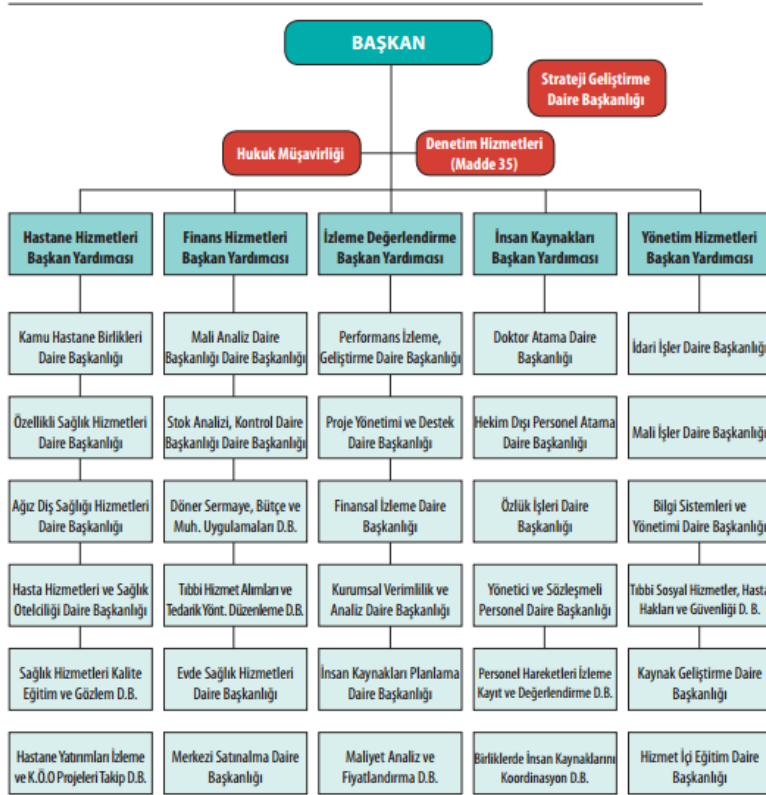 BAŞKAN
Strateji Geliştirme
Daire Başkanlığı
Hukuk Müşavirliği
Denetim Hizmetleri
(Madde 35)
Hastane Hizmetleri
Başkan Yardımcısı
Finans Hizmetleri
Başkan Yardımcısı
İzleme Değerlendirme
Başkan Yardımcısı
İnsan Kaynakları
Başkan Yardımcısı
Yönetim Hizmetleri
Başkan Yardımcısı
Kamu Hastane Birlikleri
Daire Başkanlığı
Mali Analiz Daire
Başkanlığı Daire Başkanlığı
Performans İzleme,
Geliştirme Daire Başkanlığı
Doktor Atama Daire
Başkanlığı
İdari İşler Daire Başkanlığı
Özellikli Sağlık Hizmetleri
Daire Başkanlığı
Stok Analizi, Kontrol Daire
Başkanlığı Daire Başkanlığı
Proje Yönetimi ve Destek
Daire Başkanlığı
Hekim Dışı Personel Atama
Daire Başkanlığı
Mali İşler Daire Başkanlığı
Ağız Diş Sağlığı Hizmetleri
Daire Başkanlığı
Döner Sermaye, Bütçe ve
Muh. Uygulamaları D.B.
Finansal İzleme Daire
Başkanlığı
Özlük İşleri Daire
Başkanlığı
Bilgi Sistemleri ve
Yönetimi Daire Başkanlığı
Hasta Hizmetleri ve Sağlık
Otelciliği Daire Başkanlığı
Tıbbi Hizmet Alımları ve
Tedarik Yönt. Düzenleme D.B.
Kurumsal Verimlilik ve
Analiz Daire Başkanlığı
Yönetici ve Sözleşmeli
Personel Daire Başkanlığı
Tıbbi Sosyal Hizmetler, Hasta
Hakları ve Güvenliği D. B.
Sağlık Hizmetleri Kalite
Eğitim ve Gözlem D.B.
Evde Sağlık Hizmetleri
Daire Başkanlığı
İnsan Kaynakları Planlama
Daire Başkanlığı
Personel Hareketleri İzleme
Kayıt ve Değerlendirme D.B.
Kaynak Geliştirme Daire
Başkanlığı
Hastane Yatırımları İzleme
ve K.Ö.O Projeleri Takip D.B.
Merkezi Satınalma Daire
Başkanlığı
Maliyet Analiz ve
Fiyatlandırma D.B.
Birliklerde İnsan Kaynaklarını
Koordinasyon D.B.
Hizmet İçi Eğitim Daire
Başkanlığı